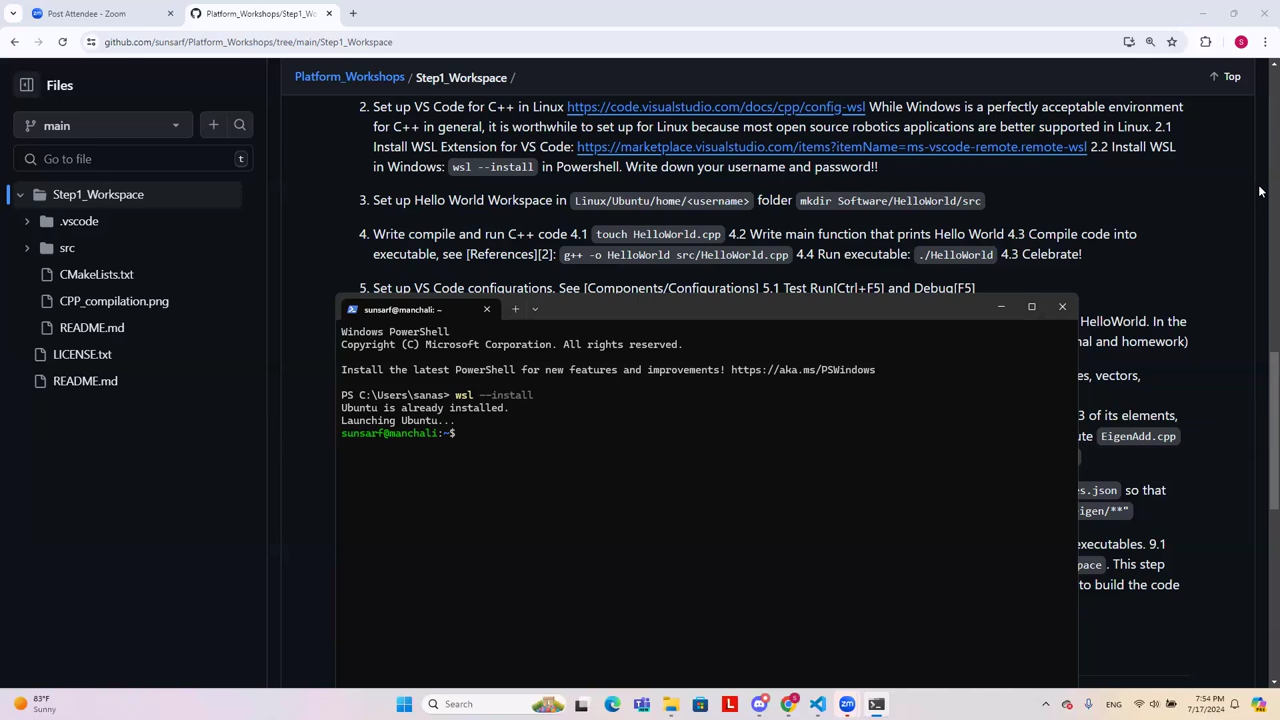 Post Attendee - Zoom
Platform_Workshops/Step1_Wo
github.com/sunsarf/Platform_Workshops/tree/main/Step1_Workspace
Files
Platform_Workshops / Step1_Workspace /
Top
main
Go to file
t
Step1_Workspace
.vscode
src
CMakeLists.txt
CPP_compilation.png
README.md
LICENSE.txt
README.md
2. Set up VS Code for C++ in Linux https://code.visualstudio.com/docs/cpp/config-wsl While Windows is a perfectly acceptable environment
for C++ in general, it is worthwhile to set up for Linux because most open source robotics applications are better supported in Linux. 2.1
Install WSL Extension for VS Code: https://marketplace.visualstudio.com/items?itemName=ms-vscode-remote.remote-wsl 2.2 Install WSL
in Windows: wsl --install in Powershell. Write down your username and password!!
3. Set up Hello World Workspace in Linux/Ubuntu/home/<username> folder mkdir Software/HelloWorld/src
4. Write compile and run C++ code 4.1 touch HelloWorld.cpp 4.2 Write main function that prints Hello World 4.3 Compile code into
executable, see [References][2]: g++ -o HelloWorld src/HelloWorld.cpp 4.4 Run executable: ./HelloWorld 4.3 Celebrate!
5. Set up VS Code configurations. See [Components/Configurations] 5.1 Test Run[Ctrl+F5] and Debug[F5]
HelloWorld. In the
nal and homework)
es, vectors,
3 of its elements,
ute EigenAdd.cpp
es.json so that
eigen/**"
executables. 9.1
pace. This step
to build the code
sunsarf@manchali: ~
Windows PowerShell
Copyright (C) Microsoft Corporation. All rights reserved.
Install the latest PowerShell for new features and improvements! https://aka.ms/PSWindows
PS C:\Users\sanas> wsl --install
Ubuntu is already installed.
Launching Ubuntu...
sunsarf@manchali:~$
83°F
Sunny
Search
7:54 PM
7/17/2024